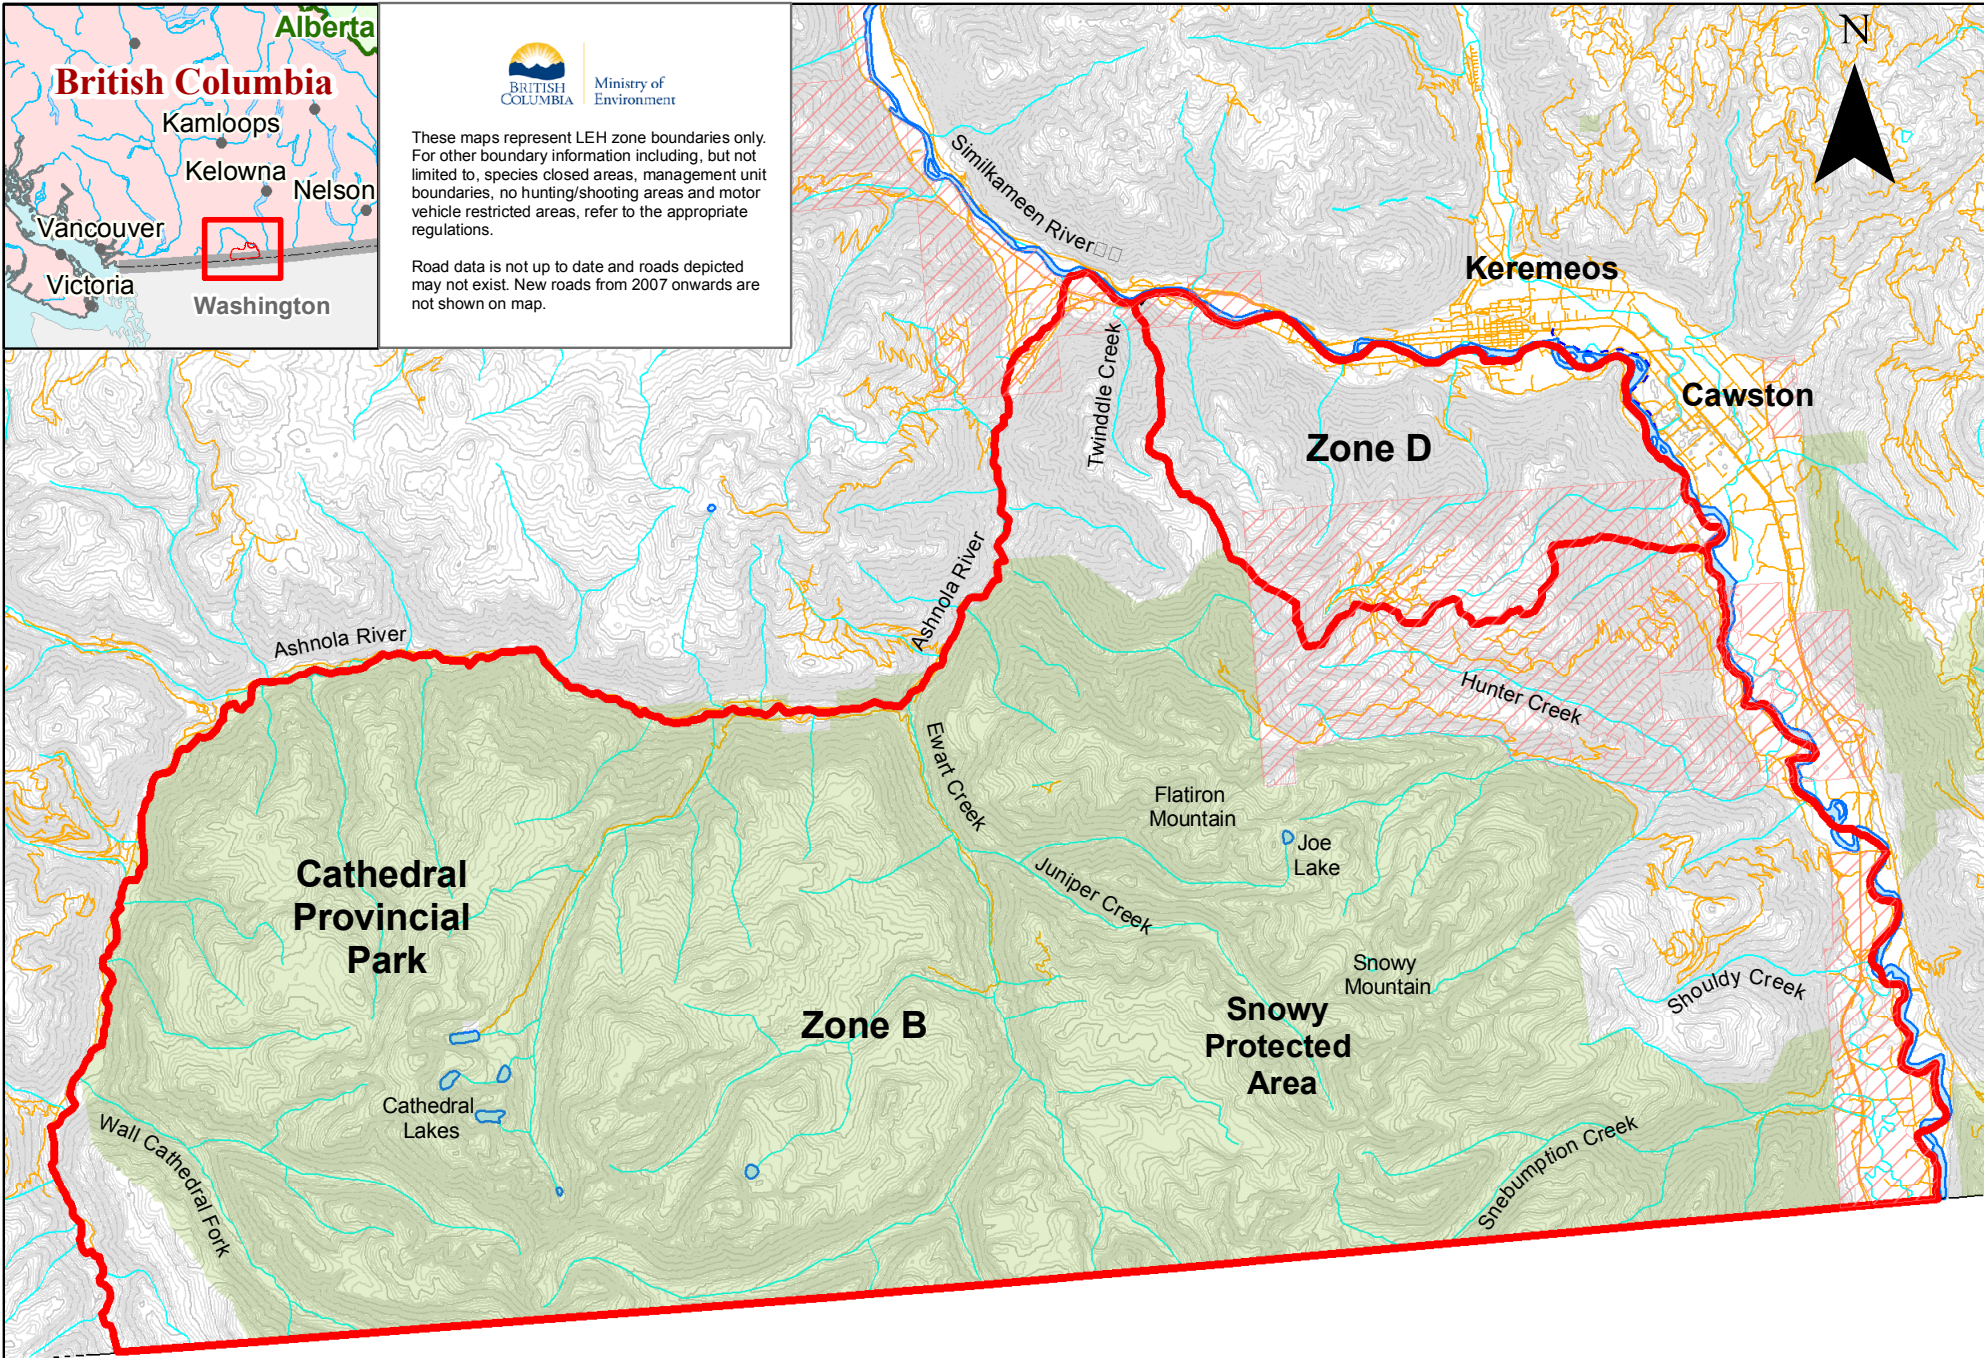 Alberta
British Columbia
Kamloops
Kelowna
Nelson
Vancouver
Victoria
Washington
BRITISH
COLUMBIA
Ministry of
Environment
These maps represent LEH zone boundaries only.
For other boundary information including, but not
limited to, species closed areas, management unit
boundaries, no hunting/shooting areas and motor
vehicle restricted areas, refer to the appropriate
regulations.
Road data is not up to date and roads depicted
may not exist. New roads from 2007 onwards are
not shown on map.
N
Similkameen River□□
Keremeos
Cawston
Twinddle Creek
Zone D
Ashnola River
Ashnola River
Hunter Creek
Ewart Creek
Flatiron
Mountain
Joe
Lake
Juniper Creek
Cathedral
Provincial
Park
Snowy
Mountain
Shouldy Creek
Zone B
Snowy
Protected
Area
Cathedral
Lakes
Wall Cathedral Fork
Snebumption Creek